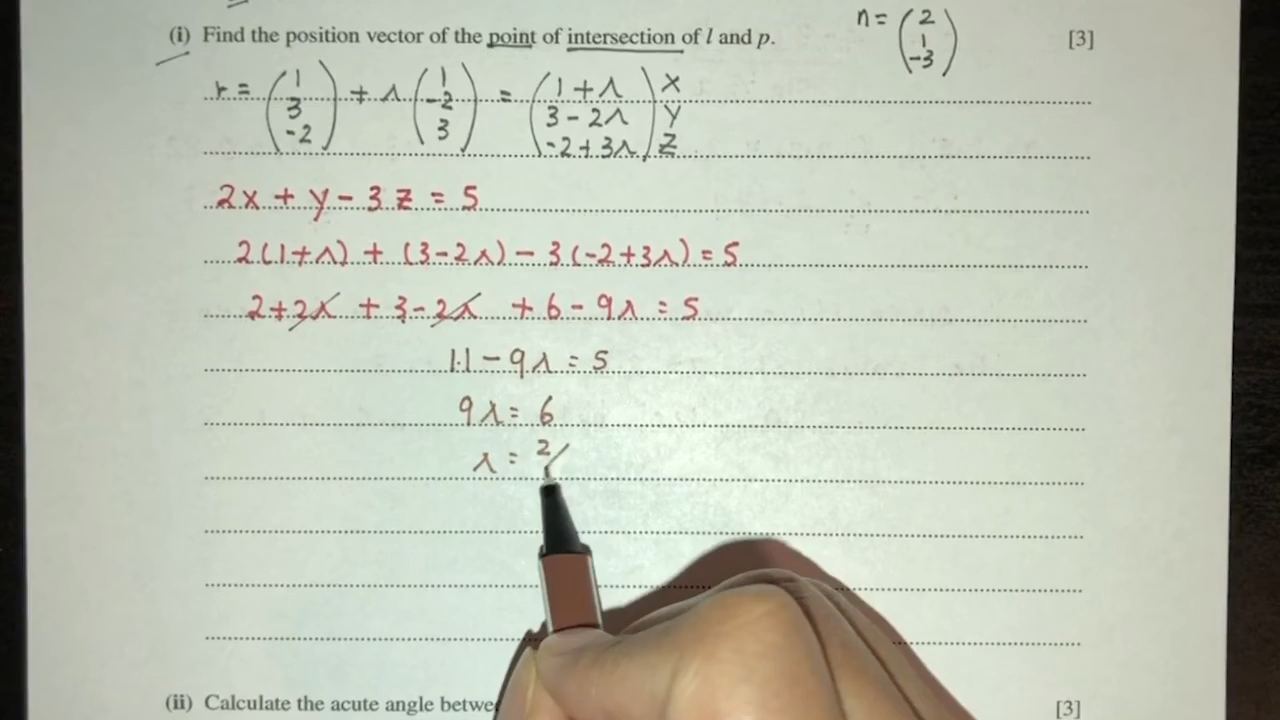 (i) Find the position vector of the point of intersection of l and p. [3]
n = (2 1 -3)
r = (1 3 -2) + λ (1 -2 3) = (1+λ 3-2λ -2+3λ) x y z
2x + y - 3z = 5
2(1+λ) + (3-2λ) - 3(-2+3λ) = 5
2+2λ + 3-2λ + 6-9λ = 5
11-9λ = 5
9λ = 6
λ = 2/
(ii) Calculate the acute angle [3]